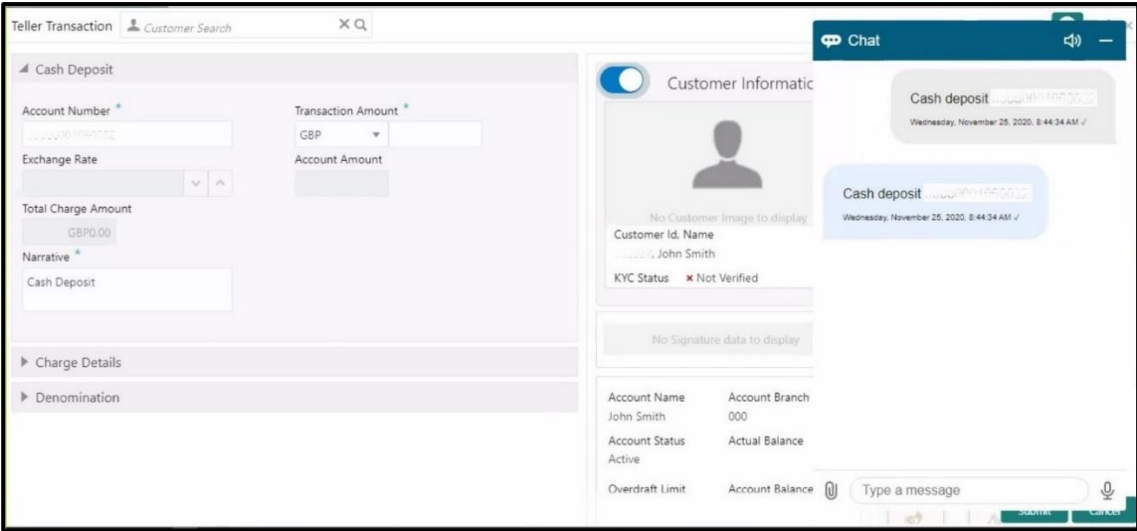 Teller Transaction Customer Search
Cash Deposit
Account Number *
Transaction Amount *
GBP
Exchange Rate
Account Amount
Total Charge Amount
GBP0.00
Narrative *
Cash Deposit
Charge Details
Denomination
Customer Informatic
No Customer Image to display
Customer Id, Name
, John Smith
KYC Status × Not Verified
No Signature data to display
Account Name
Account Branch
John Smith
000
Account Status
Actual Balance
Active
Overdraft Limit
Account Balance
Chat
Cash deposit
Wednesday, November 25, 2020, 8:44:34 AM ✓
Cash deposit
Wednesday, November 25, 2020, 8:44:34 AM ✓
Type a message
Submit
Cancel